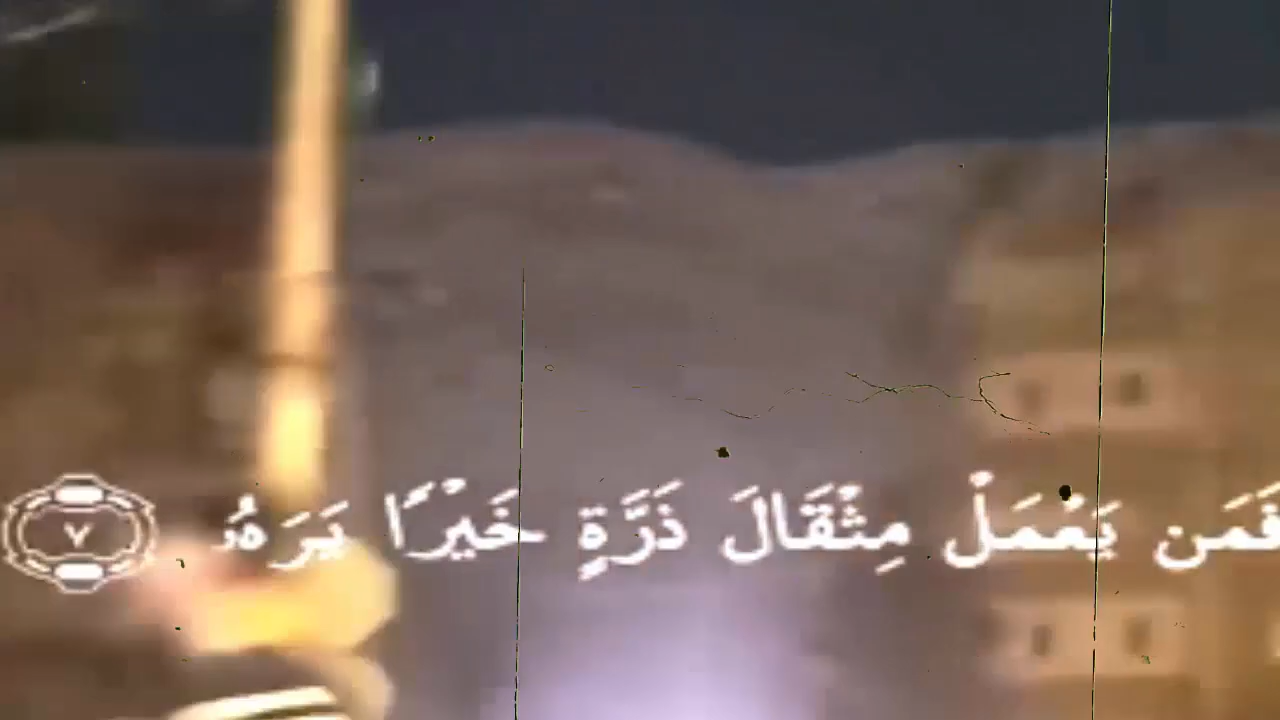 فَمَن يَعْمَلْ مِثْقَالَ ذَرَّةٍ خَيْرًا يَرَهُۥ ٧